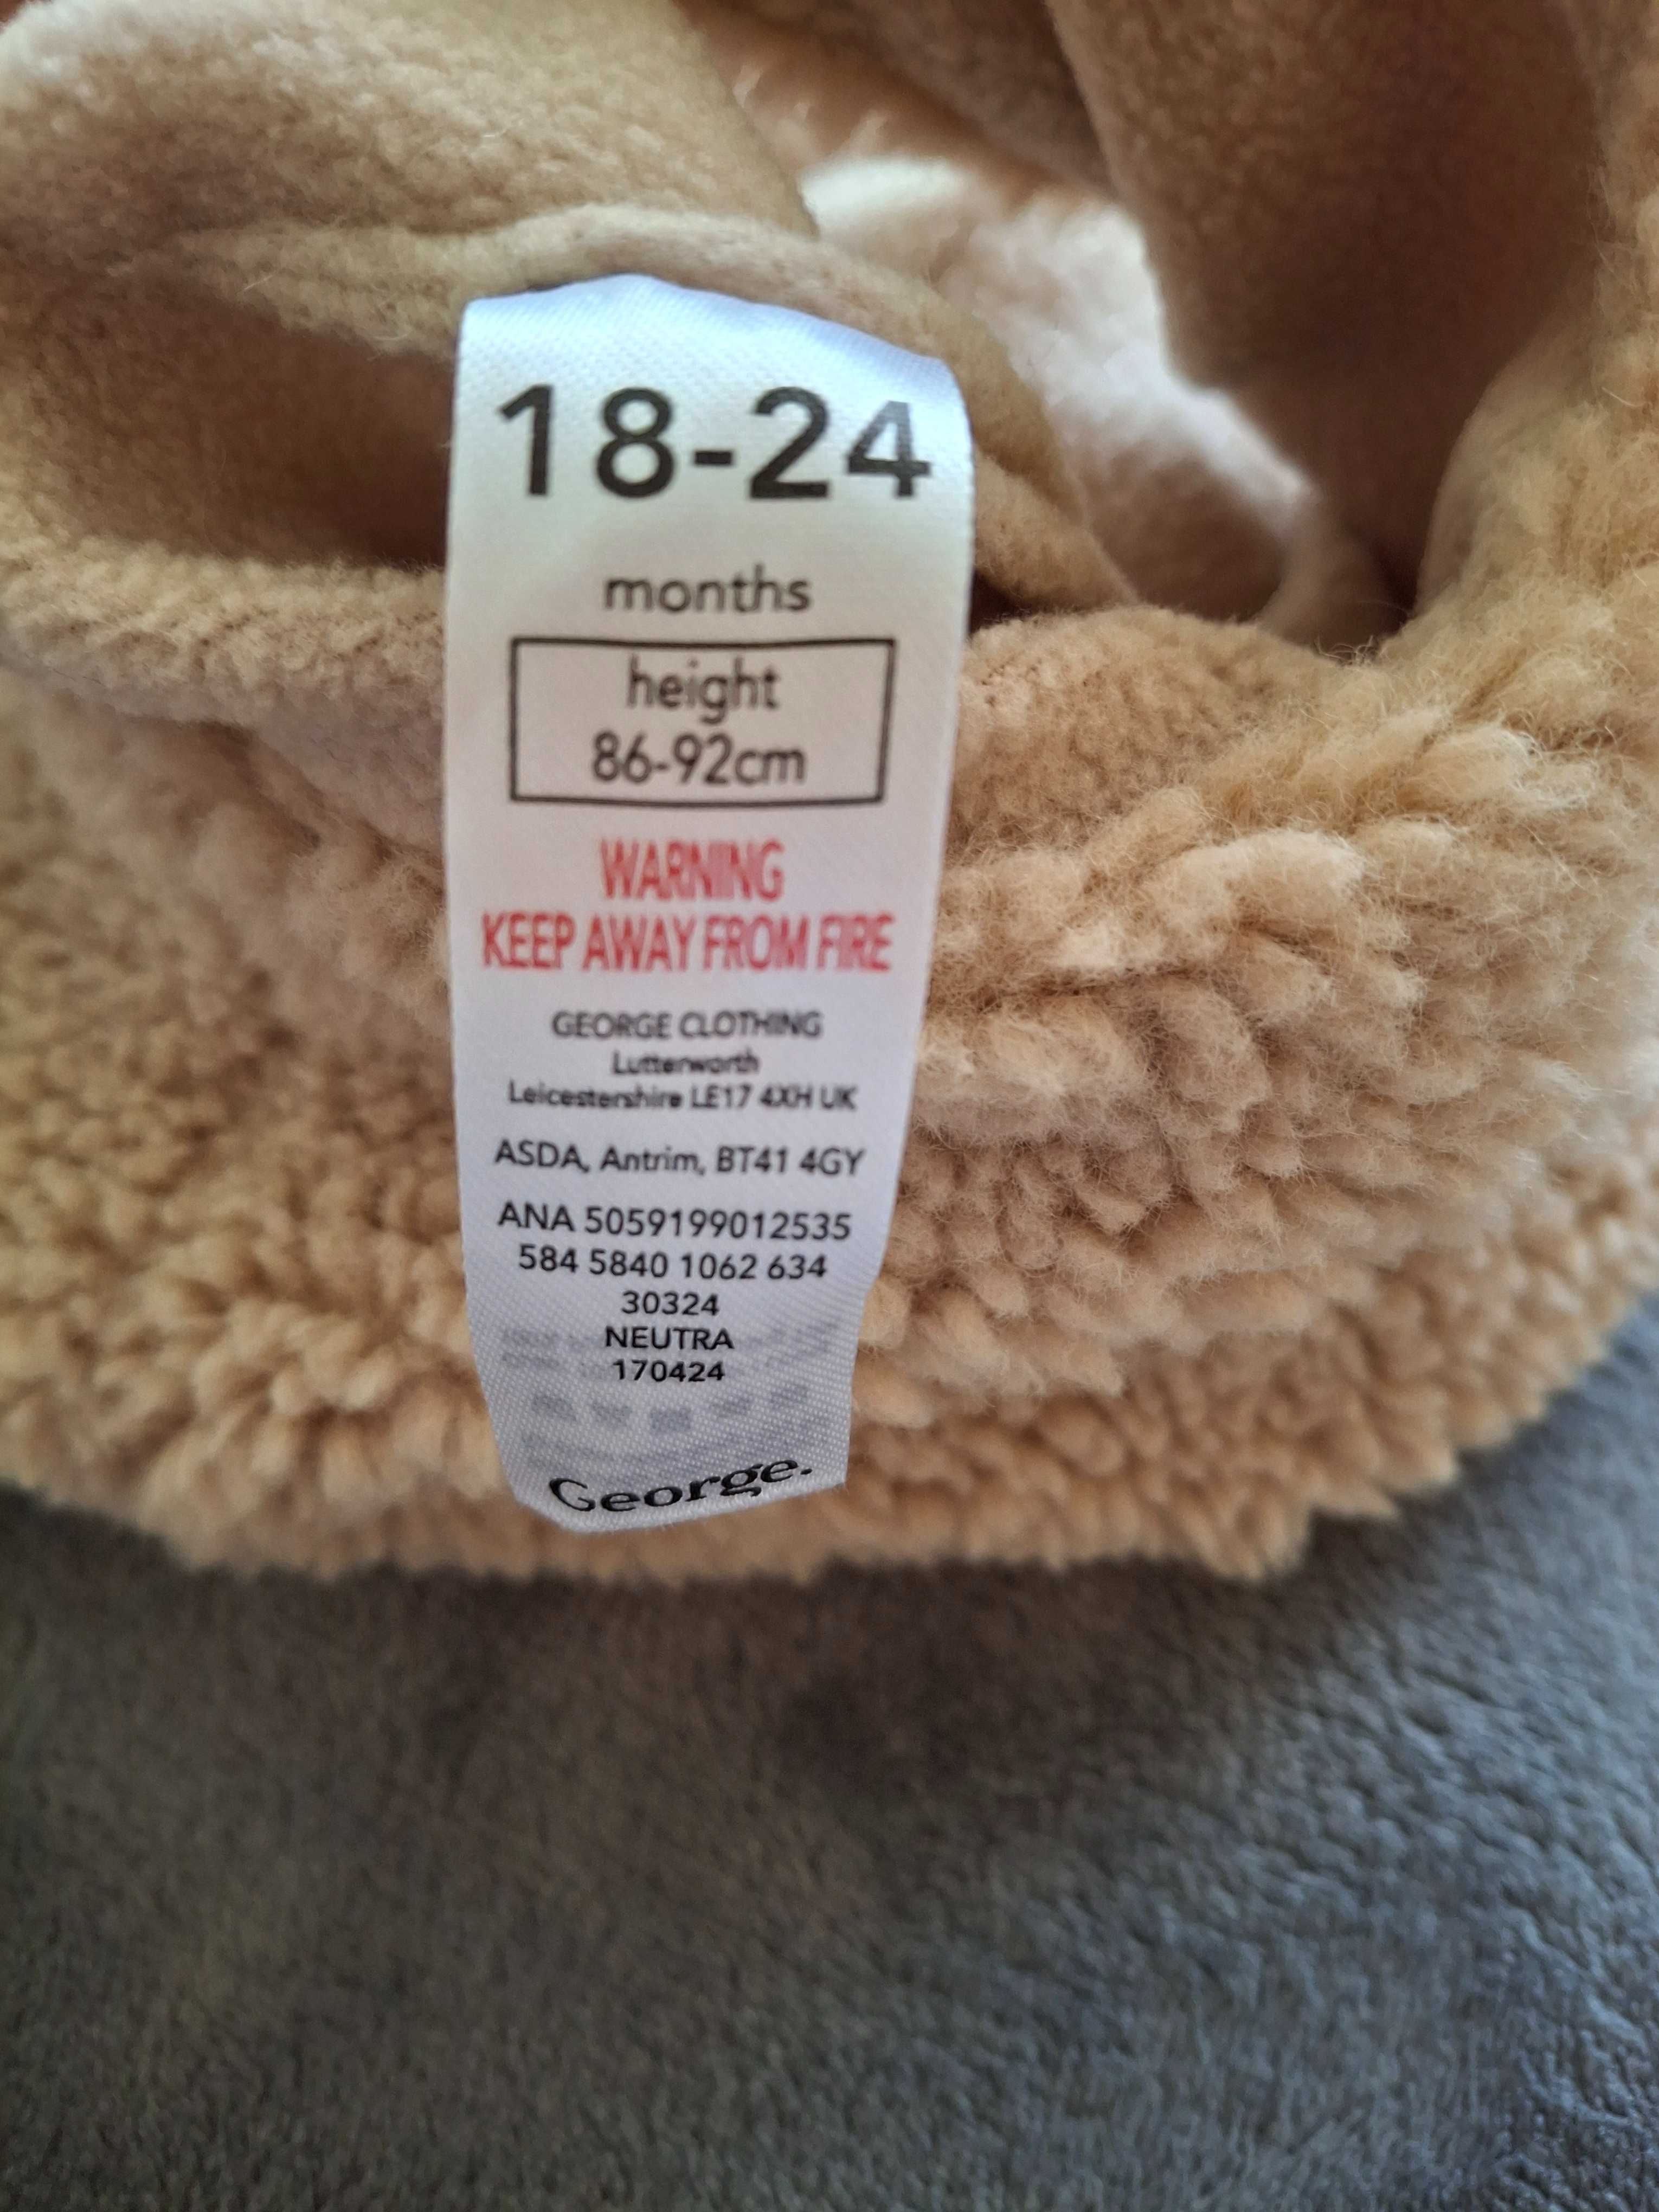 18-24
months
height
86-92cm
WARNING
KEEP AWAY FROM FIRE
GEORGE CLOTHING
Lutterworth
Leicestershire LE17 4XH UK
ASDA, Antrim, BT41 4GY
ANA 5059199012535
584 5840 1062 634
30324
NEUTRA
170424
George.